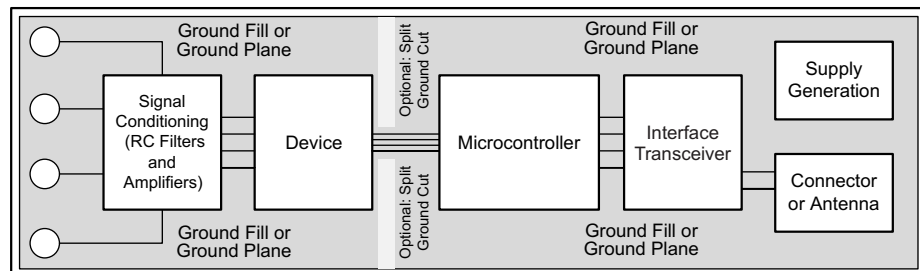 Ground Fill or
Ground Plane
Optional: Split
Ground Cut
Ground Fill or
Ground Plane
Signal
Conditioning
(RC Filters
and
Amplifiers)
Device
Microcontroller
Interface
Transceiver
Supply
Generation
Connector
or Antenna
Ground Fill or
Ground Plane
Optional: Split
Ground Cut
Ground Fill or
Ground Plane